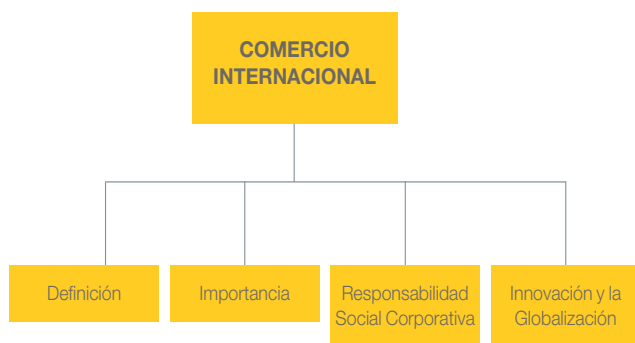 COMERCIO
INTERNACIONAL
Definición
Importancia
Responsabilidad
Social Corporativa
Innovación y la
Globalización